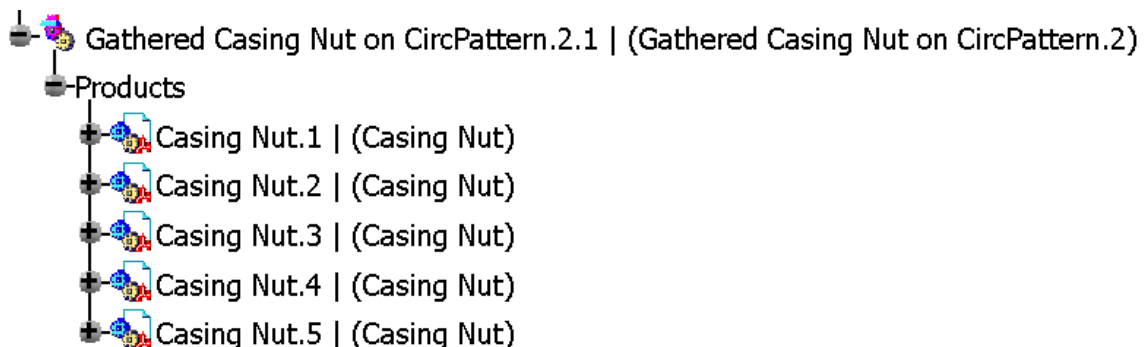 Gathered Casing Nut on CircPattern.2.1 | (Gathered Casing Nut on CircPattern.2)
Products
Casing Nut.1 | (Casing Nut)
Casing Nut.2 | (Casing Nut)
Casing Nut.3 | (Casing Nut)
Casing Nut.4 | (Casing Nut)
Casing Nut.5 | (Casing Nut)